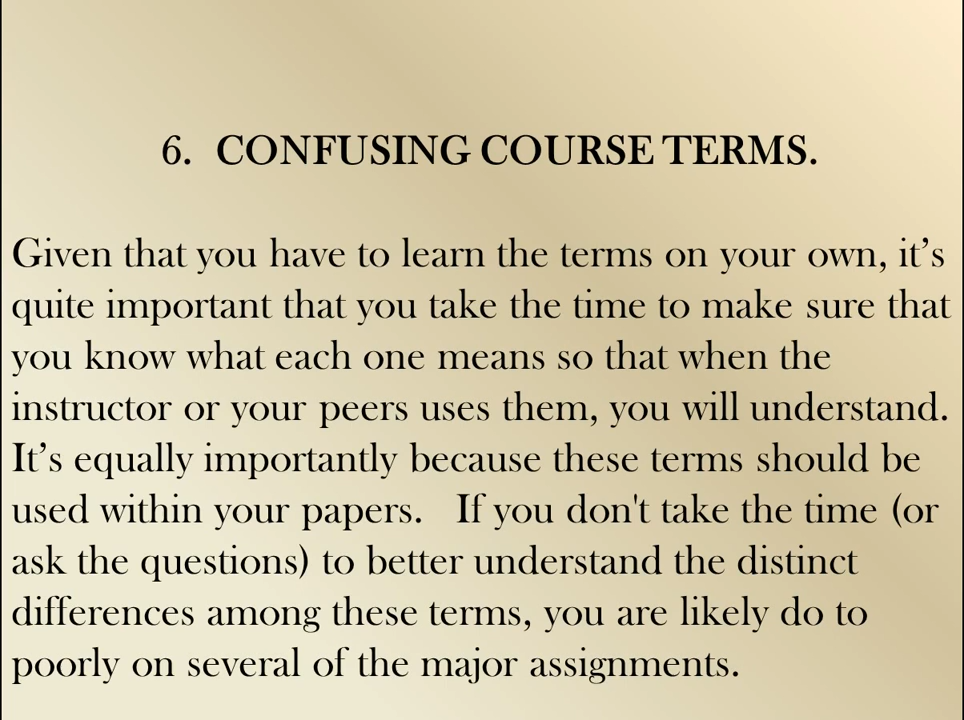 6. CONFUSING COURSE TERMS.
Given that you have to learn the terms on your own, it’s
quite important that you take the time to make sure that
you know what each one means so that when the
instructor or your peers uses them, you will understand.
It’s equally importantly because these terms should be
used within your papers. If you don't take the time (or
ask the questions) to better understand the distinct
differences among these terms, you are likely do to
poorly on several of the major assignments.